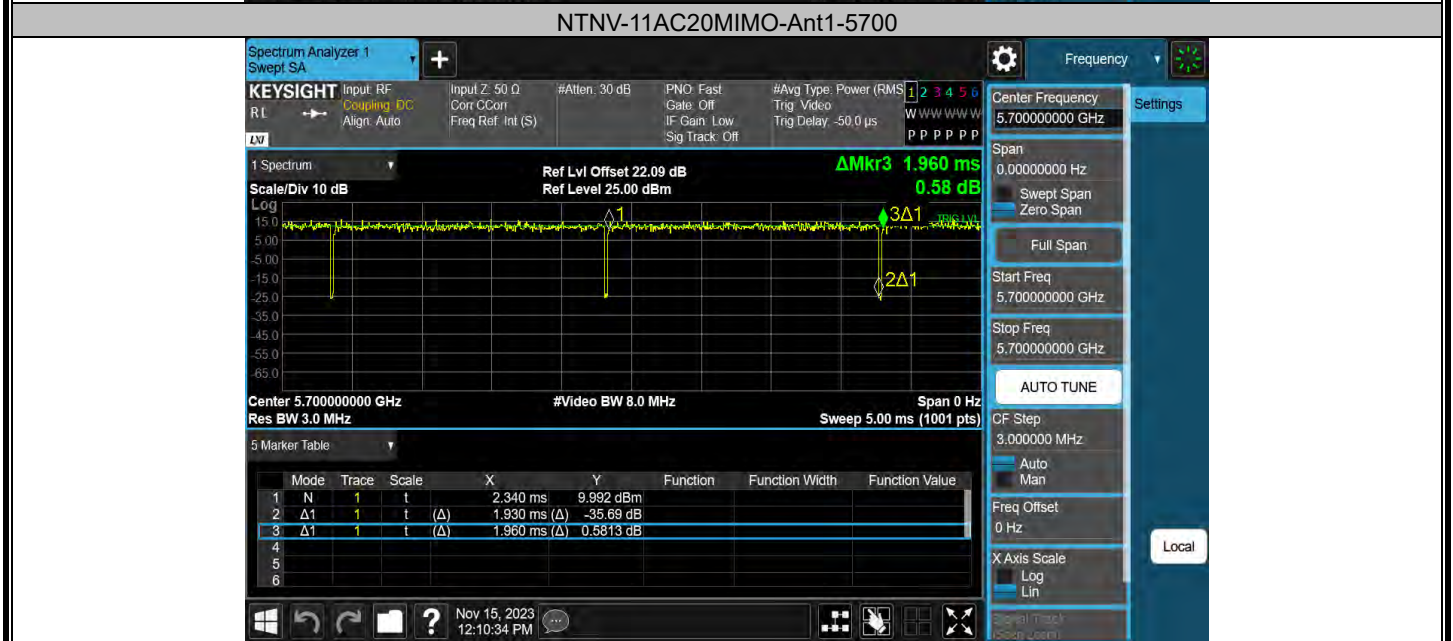 NTNV-11AC20MIMO-Ant1-5700
Spectrum Analyzer 1
Swept SA
+
Frequency
KEYSIGHT
Input: RF
Coupling: DC
Align: Auto
RL
LXI
Input Z: 50 Ω
Corr CCorr
Freq Ref: Int (S)
#Atten: 30 dB
PNO: Fast
Gate: Off
IF Gain: Low
Sig Track: Off
#Avg Type: Power (RMS
Trig: Video
Trig Delay: -50.0 µs
1 2 3 4 5 6
W W W W W W
P P P P P P
Center Frequency
5.700000000 GHz
Settings
Span
0.00000000 Hz
Swept Span
Zero Span
Full Span
Start Freq
5.700000000 GHz
Stop Freq
5.700000000 GHz
AUTO TUNE
CF Step
3.000000 MHz
Auto
Man
Freq Offset
0 Hz
X Axis Scale
Log
Lin
Signal Track
(Span Zoom)
Local
1 Spectrum
Scale/Div 10 dB
Log
Ref Lvl Offset 22.09 dB
Ref Level 25.00 dBm
ΔMkr3 1.960 ms
0.58 dB
15.0
5.00
-5.00
-15.0
-25.0
-35.0
-45.0
-55.0
-65.0
1
3Δ1
TRIG LVL
2Δ1
Center 5.700000000 GHz
Res BW 3.0 MHz
#Video BW 8.0 MHz
Span 0 Hz
Sweep 5.00 ms (1001 pts)
5 Marker Table
Mode Trace Scale X Y Function Function Width Function Value
1 N 1 t 2.340 ms 9.992 dBm
2 Δ1 1 t (Δ) 1.930 ms (Δ) -35.69 dB
3 Δ1 1 t (Δ) 1.960 ms (Δ) 0.5813 dB
4
5
6
?
Nov 15, 2023
12:10:34 PM